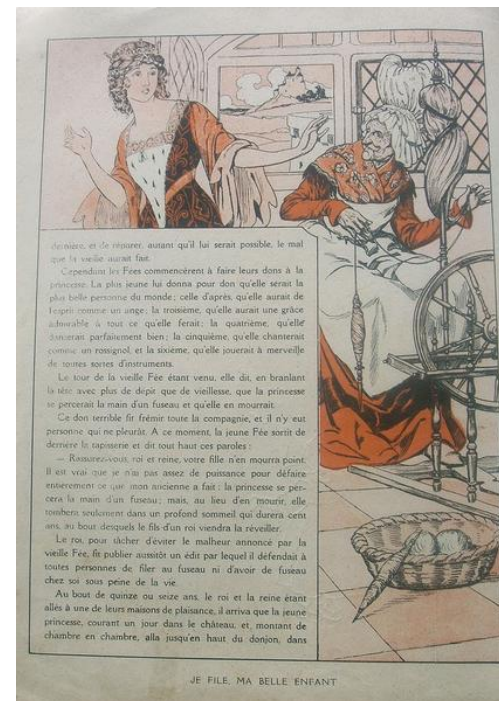 dernière, et de réparer, autant qu'il lui serait possible, le mal
que la vieille aurait fait.
Cependant les Fées commencèrent à faire leurs dons à la
princesse. La plus jeune lui donna pour don qu'elle serait la
plus belle personne du monde; celle d'après, qu'elle aurait de
l'esprit comme un ange; la troisième, qu'elle aurait une grâce
admirable à tout ce qu'elle ferait; la quatrième, qu'elle
danserait parfaitement bien; la cinquième, qu'elle chanterait
comme un rossignol, et la sixième, qu'elle jouerait à merveille
de toutes sortes d'instruments.
Le tour de la vieille Fée étant venu, elle dit, en branlant
la tête avec plus de dépit que de vieillesse, que la princesse
se percerait la main d'un fuseau et qu'elle en mourrait.
Ce don terrible fit frémir toute la compagnie, et il n'y eut
personne qui ne pleurât. A ce moment, la jeune Fée sortit de
derrière la tapisserie et dit tout haut ces paroles :
— Rassurez-vous, roi et reine, votre fille n'en mourra point.
Il est vrai que je n'ai pas assez de puissance pour défaire
entièrement ce que mon ancienne a fait : la princesse se per-
cera la main d'un fuseau; mais, au lieu d'en mourir, elle
tombera seulement dans un profond sommeil qui durera cent
ans, au bout desquels le fils d'un roi viendra la réveiller.
Le roi, pour tâcher d'éviter le malheur annoncé par la
vieille Fée, fit publier aussitôt un édit par lequel il défendait à
toutes personnes de filer au fuseau ni d'avoir de fuseau
chez soi sous peine de la vie.
Au bout de quinze ou seize ans, le roi et la reine étant
allés à une de leurs maisons de plaisance, il arriva que la jeune
princesse, courant un jour dans le château, et, montant de
chambre en chambre, alla jusqu'en haut du donjon, dans
JE FILE, MA BELLE ENFANT